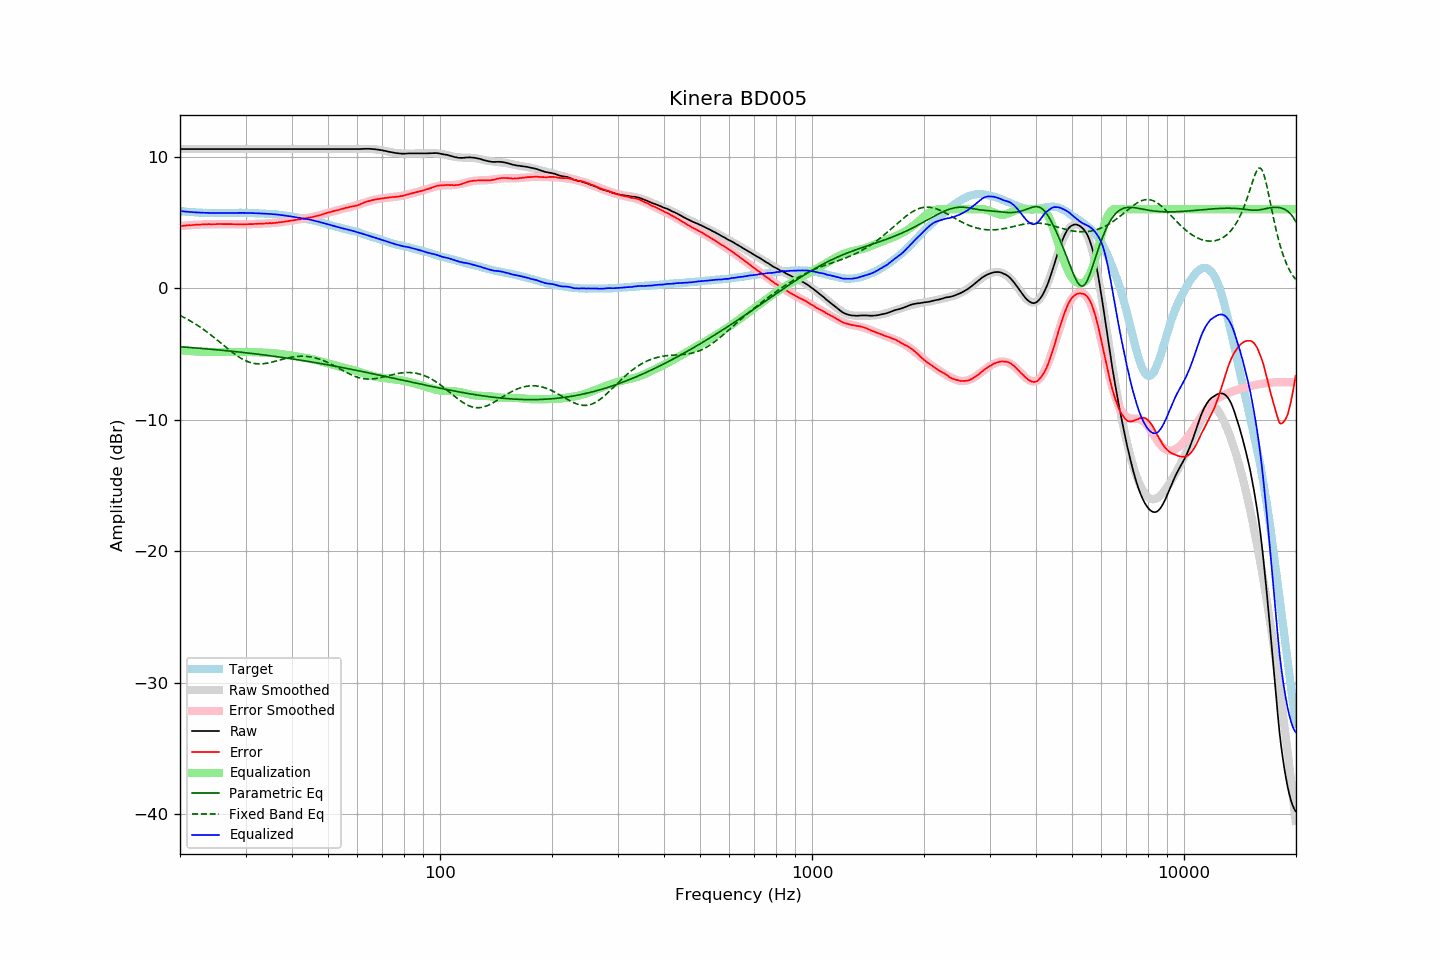 Kinera BD005
10
0
−10
−20
−30
−40
Amplitude (dBr)
Target
Raw Smoothed
Error Smoothed
Raw
Error
Equalization
Parametric Eq
Fixed Band Eq
Equalized
100
1000
10000
Frequency (Hz)